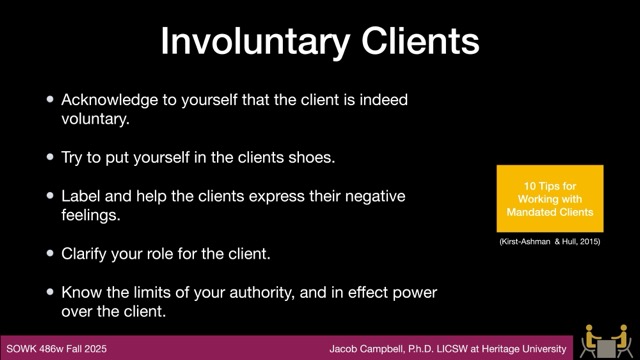 Involuntary Clients
• Acknowledge to yourself that the client is indeed
voluntary.
• Try to put yourself in the clients shoes.
• Label and help the clients express their negative
feelings.
• Clarify your role for the client.
• Know the limits of your authority, and in effect power
over the client.
10 Tips for
Working with
Mandated Clients
(Kirst-Ashman & Hull, 2015)
SOWK 486w Fall 2025
Jacob Campbell, P.h.D. LICSW at Heritage University